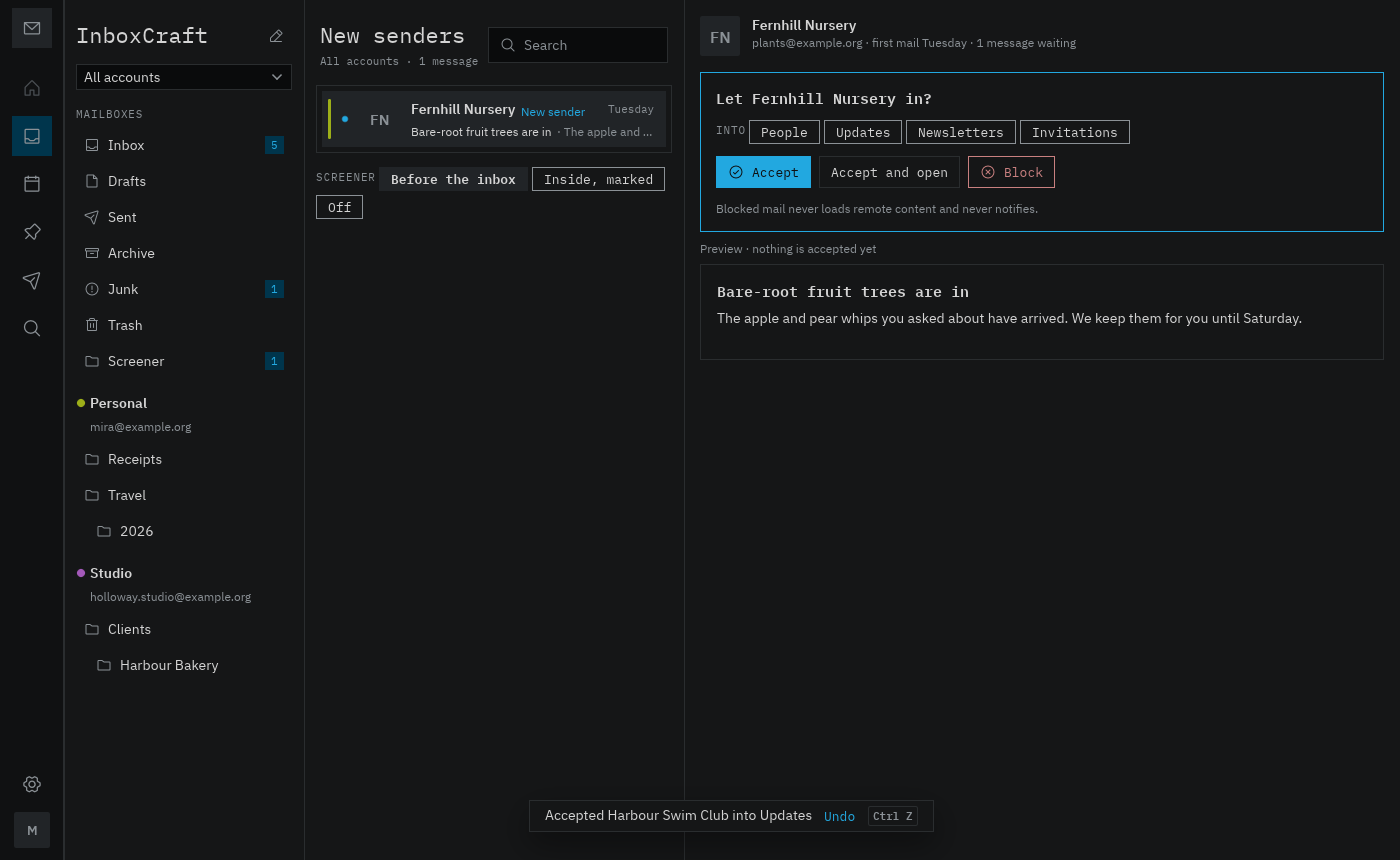 InboxCraft
All accounts
MAILBOXES
Inbox 5
Drafts
Sent
Archive
Junk 1
Trash
Screener 1
Personal
mira@example.org
Receipts
Travel
2026
Studio
holloway.studio@example.org
Clients
Harbour Bakery
M
New senders
All accounts · 1 message
Search
FN
Fernhill Nursery New sender Tuesday
Bare-root fruit trees are in · The apple and ...
SCREENER Before the inbox Inside, marked
Off
FN
Fernhill Nursery
plants@example.org · first mail Tuesday · 1 message waiting
Let Fernhill Nursery in?
INTO People Updates Newsletters Invitations
Accept Accept and open Block
Blocked mail never loads remote content and never notifies.
Preview · nothing is accepted yet
Bare-root fruit trees are in
The apple and pear whips you asked about have arrived. We keep them for you until Saturday.
Accepted Harbour Swim Club into Updates Undo Ctrl Z